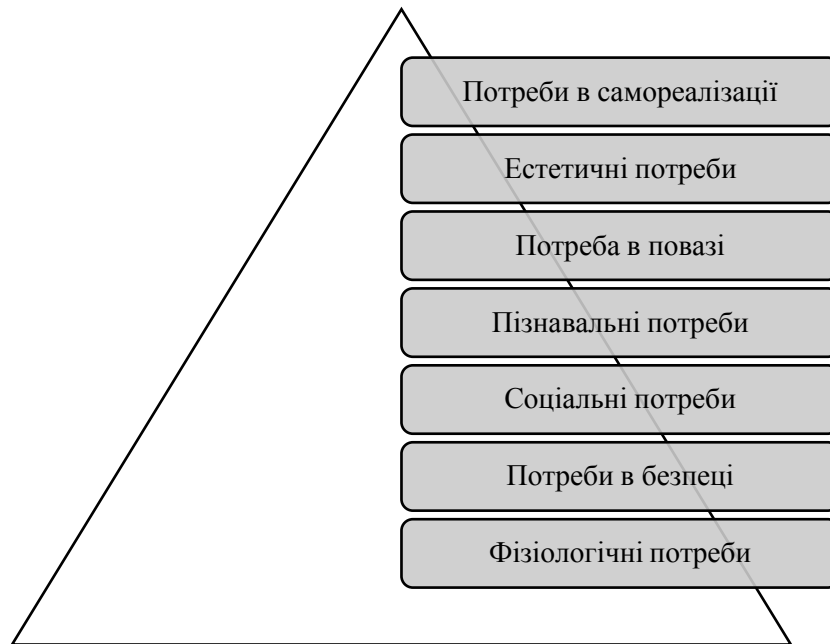 Потреби в самореалізації
Естетичні потреби
Потреба в повазі
Пізнавальні потреби
Соціальні потреби
Потреби в безпеці
Фізіологічні потреби